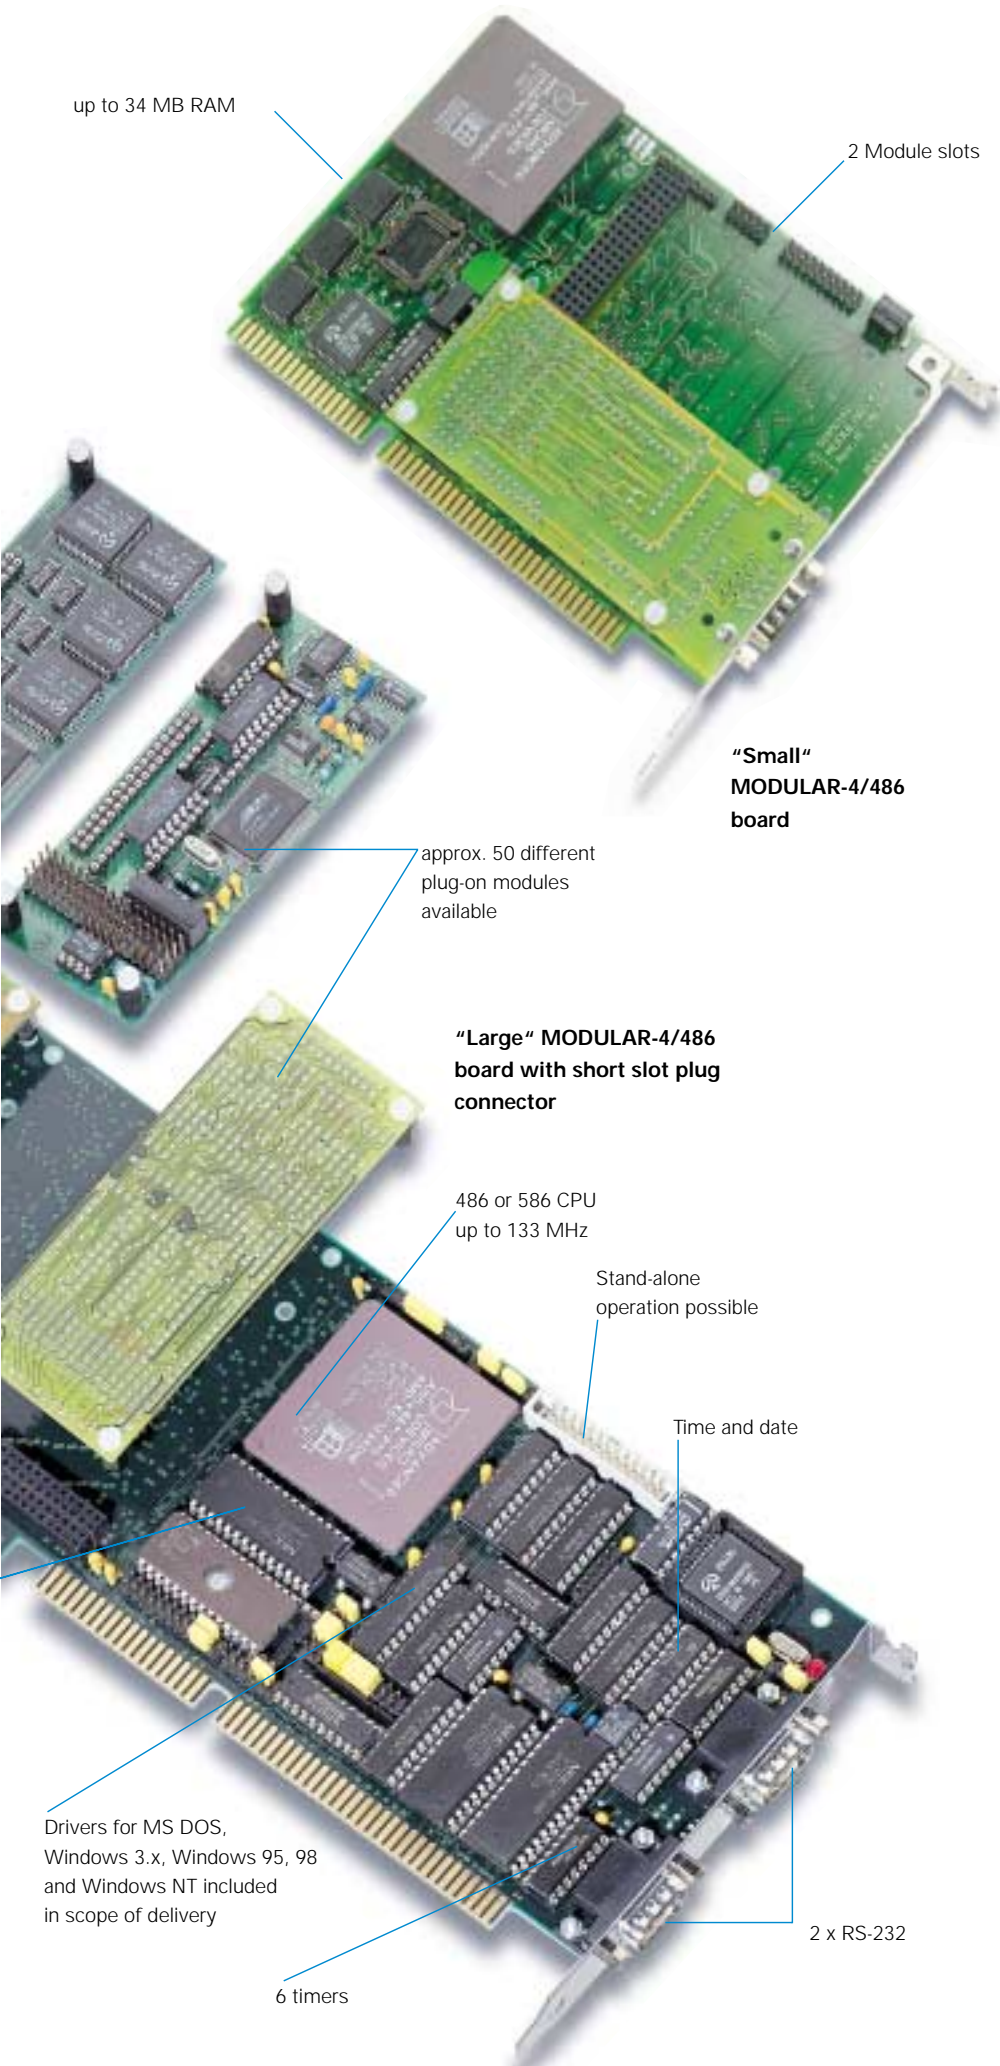 up to 34 MB RAM
2 Module slots
“Small“
MODULAR-4/486
board
approx. 50 different
plug-on modules
available
“Large“ MODULAR-4/486
board with short slot plug
connector
486 or 586 CPU
up to 133 MHz
Stand-alone
operation possible
Time and date
Drivers for MS DOS,
Windows 3.x, Windows 95, 98
and Windows NT included
in scope of delivery
2 x RS-232
6 timers